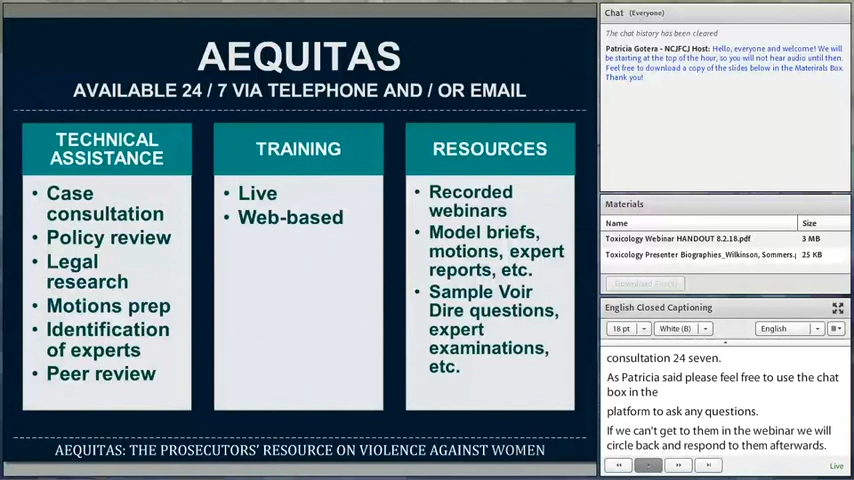 AEQUITAS
AVAILABLE 24 / 7 VIA TELEPHONE AND / OR EMAIL
TECHNICAL
ASSISTANCE
• Case
consultation
• Policy review
• Legal
research
• Motions prep
• Identification
of experts
• Peer review
TRAINING
• Live
• Web-based
RESOURCES
• Recorded
webinars
• Model briefs,
motions, expert
reports, etc.
• Sample Voir
Dire questions,
expert
examinations,
etc.
AEQUITAS: THE PROSECUTORS' RESOURCE ON VIOLENCE AGAINST WOMEN
Chat (Everyone)
The chat history has been cleared
Patricia Gotera - NCJFCJ Host: Hello, everyone and welcome! We will
be starting at the top of the hour, so you will not hear audio until then.
Feel free to download a copy of the slides below in the Materirals Box.
Thank you!
Materials
Name Size
Toxicology Webinar HANDOUT 8.2.18.pdf 3 MB
Toxicology Presenter Biographies_Wilkinson, Sommers.p 25 KB
English Closed Captioning
18 pt White (B) English
consultation 24 seven.
As Patricia said please feel free to use the chat
box in the
platform to ask any questions.
If we can't get to them in the webinar we will
circle back and respond to them afterwards.
Live